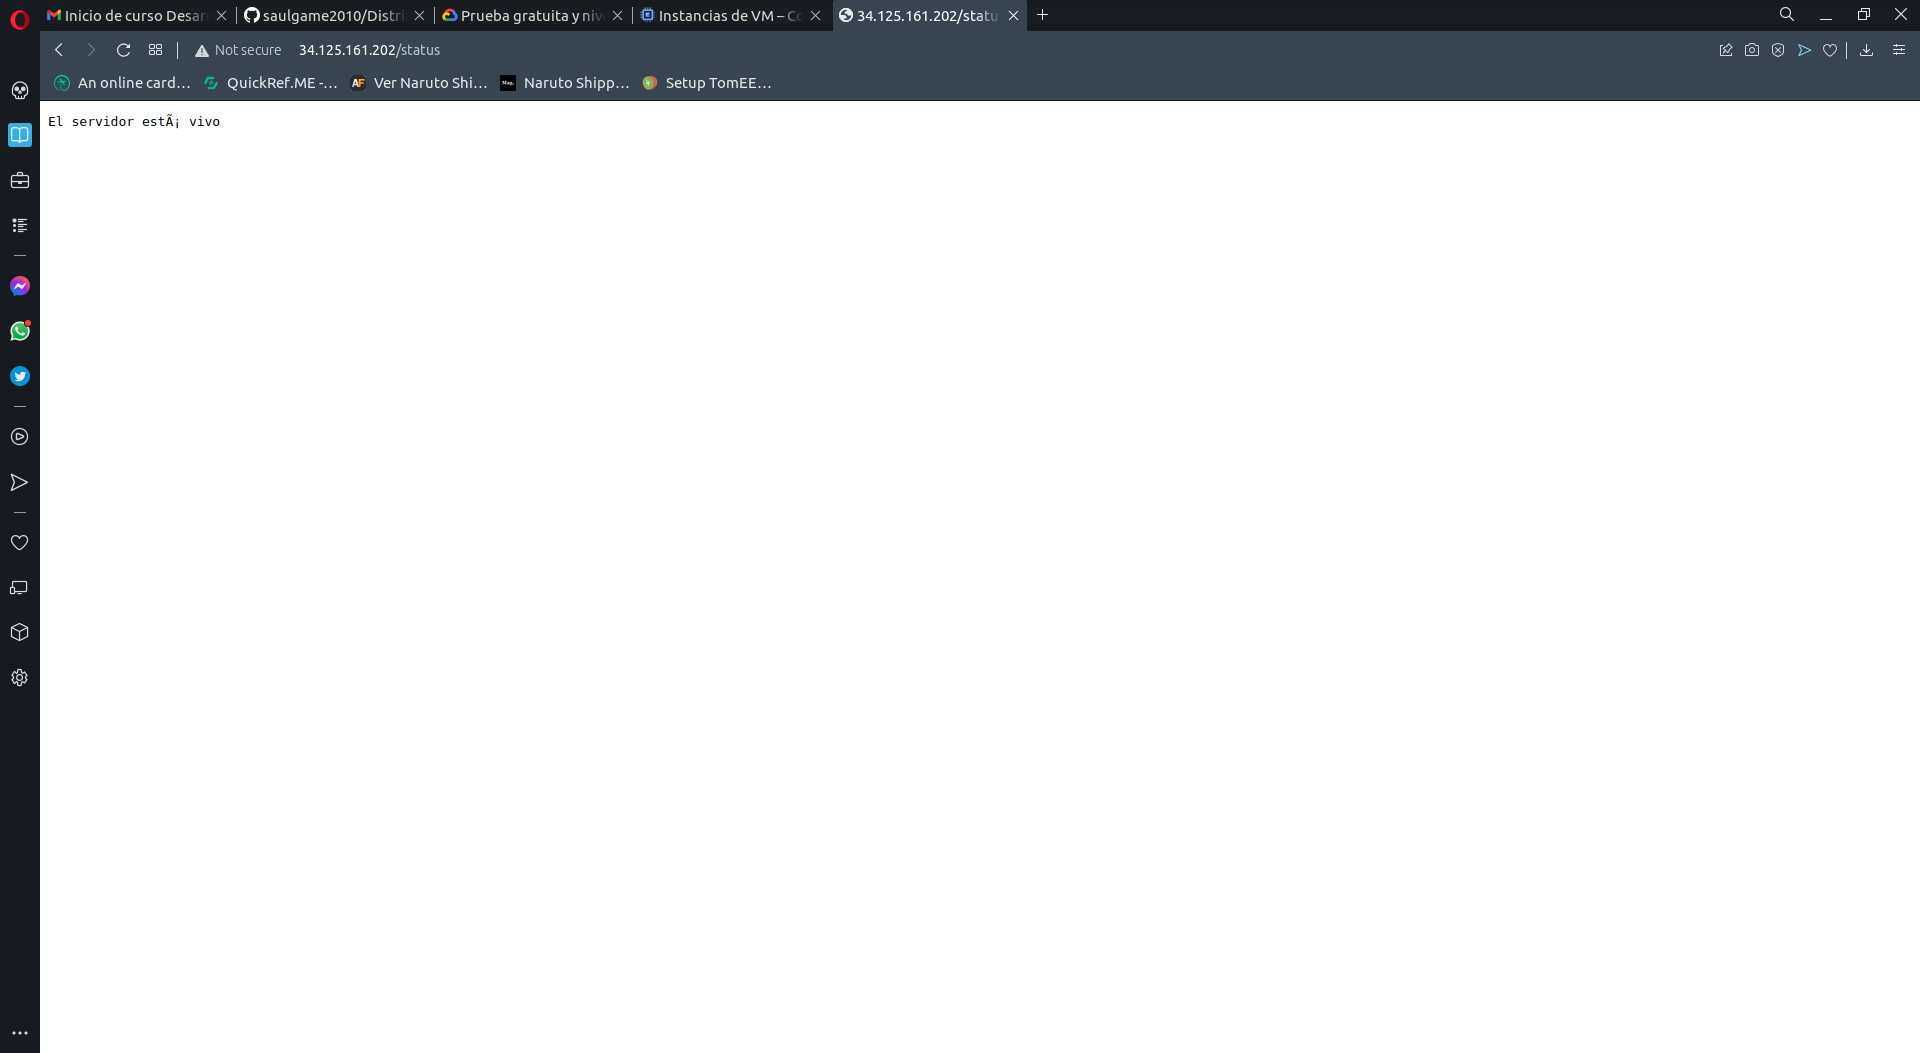 Inicio de curso Desar
saulgame2010/Distri
Prueba gratuita y niv
Instancias de VM – Co
34.125.161.202/statu
Not secure
34.125.161.202/status
An online card...
QuickRef.ME -...
AF
Ver Naruto Shi...
Naruto Shipp...
Setup TomEE...
El servidor estÃ¡ vivo